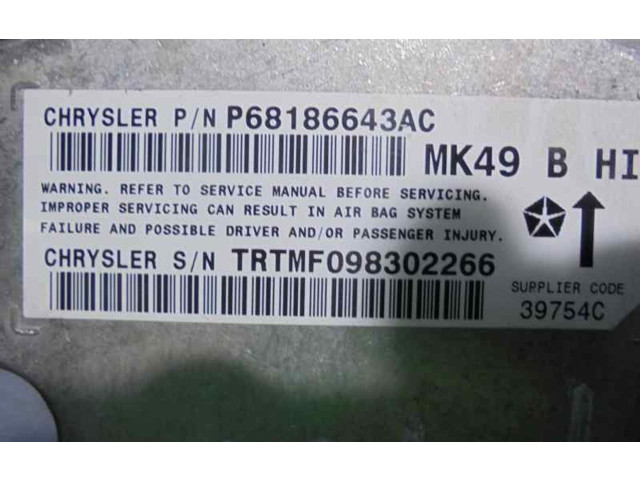 CHRYSLER P/N P68186643AC
MK49 B HI
WARNING. REFER TO SERVICE MANUAL BEFORE SERVICING.
IMPROPER SERVICING CAN RESULT IN AIR BAG SYSTEM
FAILURE AND POSSIBLE DRIVER AND/OR PASSENGER INJURY.
CHRYSLER S/N TRTMF098302266
SUPPLIER CODE
39754C